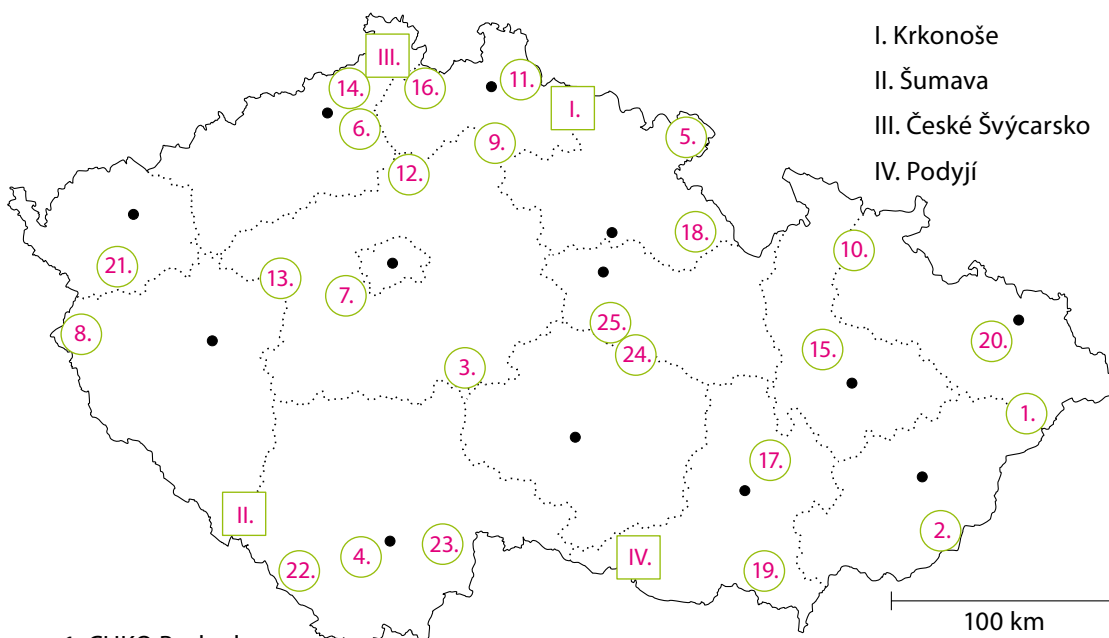 I. Krkonoše
II. Šumava
III. České Švýcarsko
IV. Podyjí
III.
14.
16.
11.
I.
6.
5.
9.
12.
18.
10.
21.
13.
7.
8.
25.
24.
15.
20.
3.
1.
17.
II.
2.
4.
23.
22.
IV.
19.
100 km